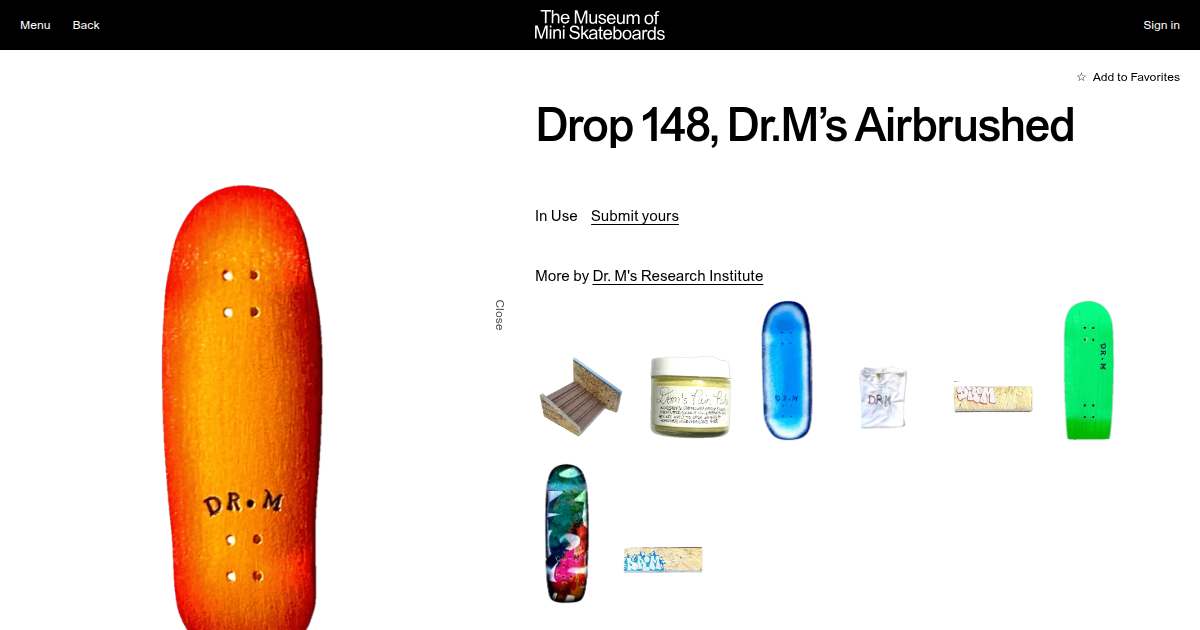 Menu
Back
The Museum of
Mini Skateboards
Sign in
☆ Add to Favorites
Drop 148, Dr.M’s Airbrushed
In Use Submit yours
More by Dr. M's Research Institute
Close
DR•M
DR•M
DRM
DR•M